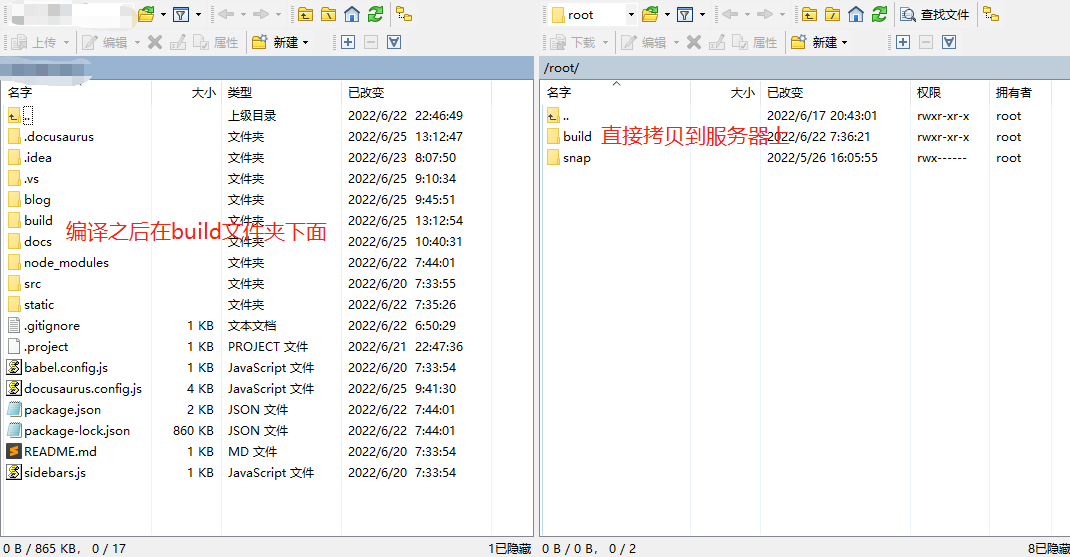 root
查找文件
上传
编辑
属性
新建
下载
编辑
属性
新建
/root/
名字 大小 类型 已改变
.. 上级目录 2022/6/22 22:46:49
.docusaurus 文件夹 2022/6/25 13:12:47
.idea 文件夹 2022/6/23 8:07:50
.vs 文件夹 2022/6/25 9:10:34
blog 文件夹 2022/6/25 9:45:51
build 文件夹 2022/6/25 13:12:54
编译之后在build文件夹下面
docs 文件夹 2022/6/25 10:40:31
node_modules 文件夹 2022/6/22 7:44:01
src 文件夹 2022/6/20 7:33:55
static 文件夹 2022/6/22 7:35:26
.gitignore 1 KB 文本文档 2022/6/22 6:50:29
.project 1 KB PROJECT 文件 2022/6/21 22:47:36
babel.config.js 1 KB JavaScript 文件 2022/6/20 7:33:54
docusaurus.config.js 4 KB JavaScript 文件 2022/6/25 9:41:30
package.json 2 KB JSON 文件 2022/6/22 7:44:01
package-lock.json 860 KB JSON 文件 2022/6/22 7:44:01
README.md 1 KB MD 文件 2022/6/20 7:33:54
sidebars.js 1 KB JavaScript 文件 2022/6/20 7:33:54
0 B / 865 KB， 0 / 17 1已隐藏
名字 大小 已改变 权限 拥有者
.. 2022/6/17 20:43:01 rwxr-xr-x root
build 2022/6/22 7:36:21 rwxr-xr-x root
直接拷贝到服务器上
snap 2022/5/26 16:05:55 rwx------ root
0 B / 0 B， 0 / 2 8已隐藏